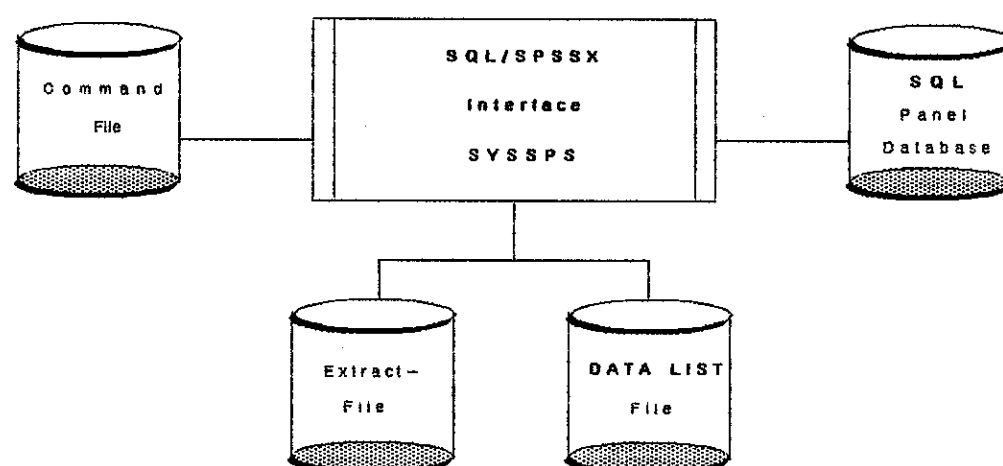 Command
File
SQL/SPSSX
Interface
SYSSPS
SQL
Panel
Database
Extract-
File
DATA LIST
File